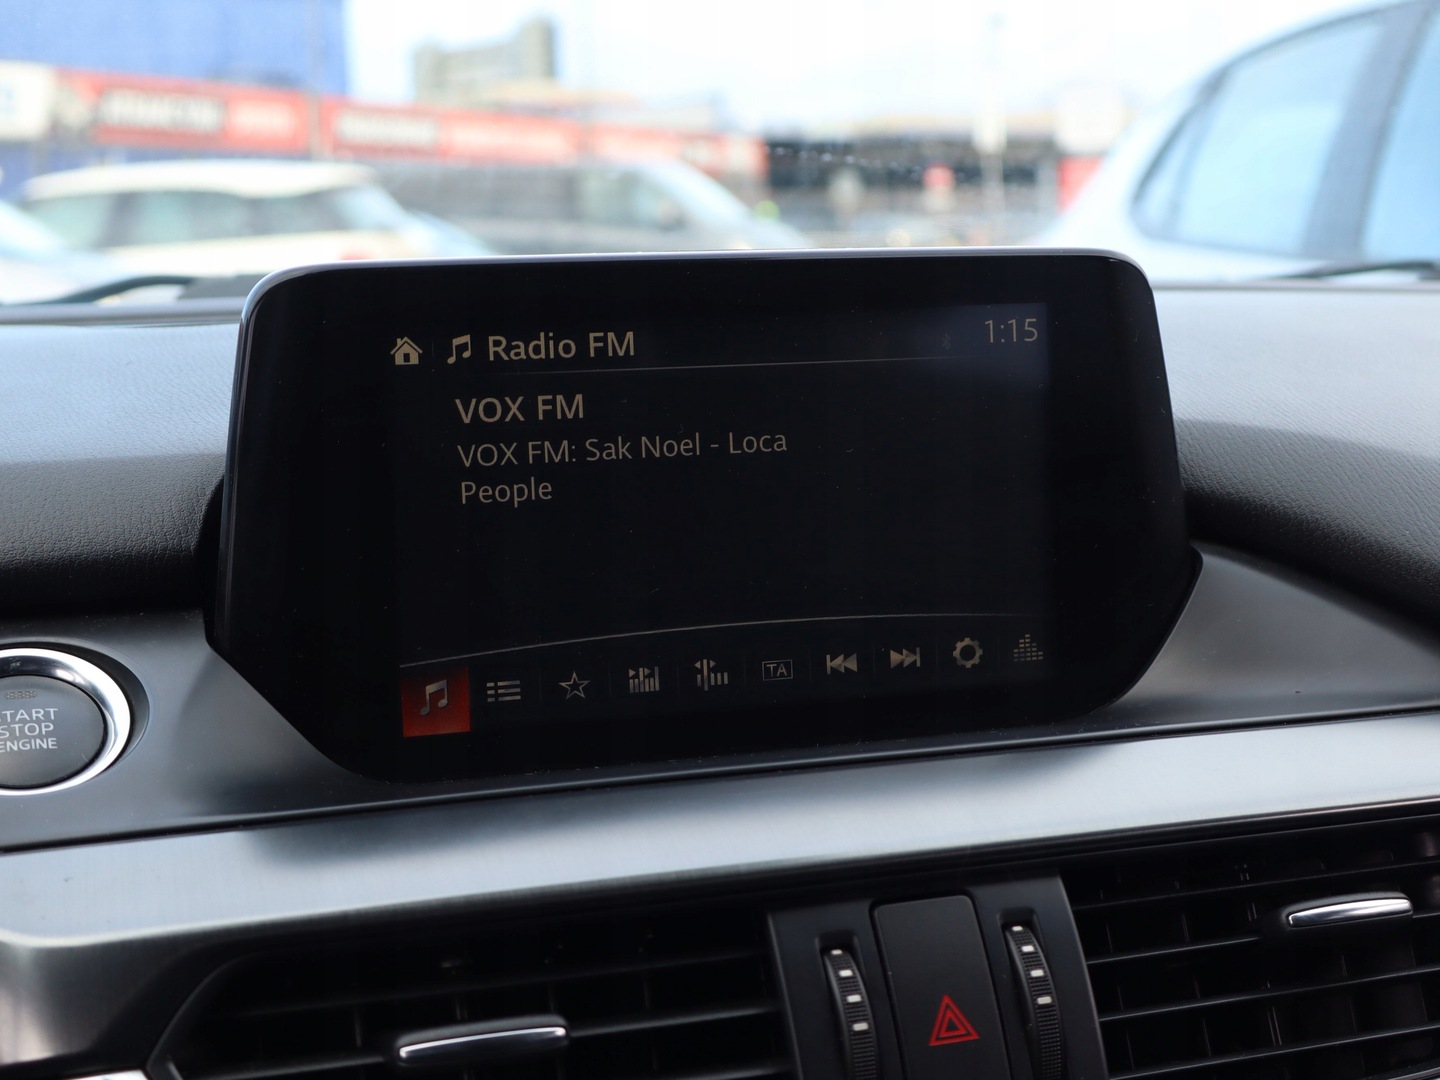 Radio FM
1:15
VOX FM
VOX FM: Sak Noel - Loca
People
TA
START
STOP
ENGINE